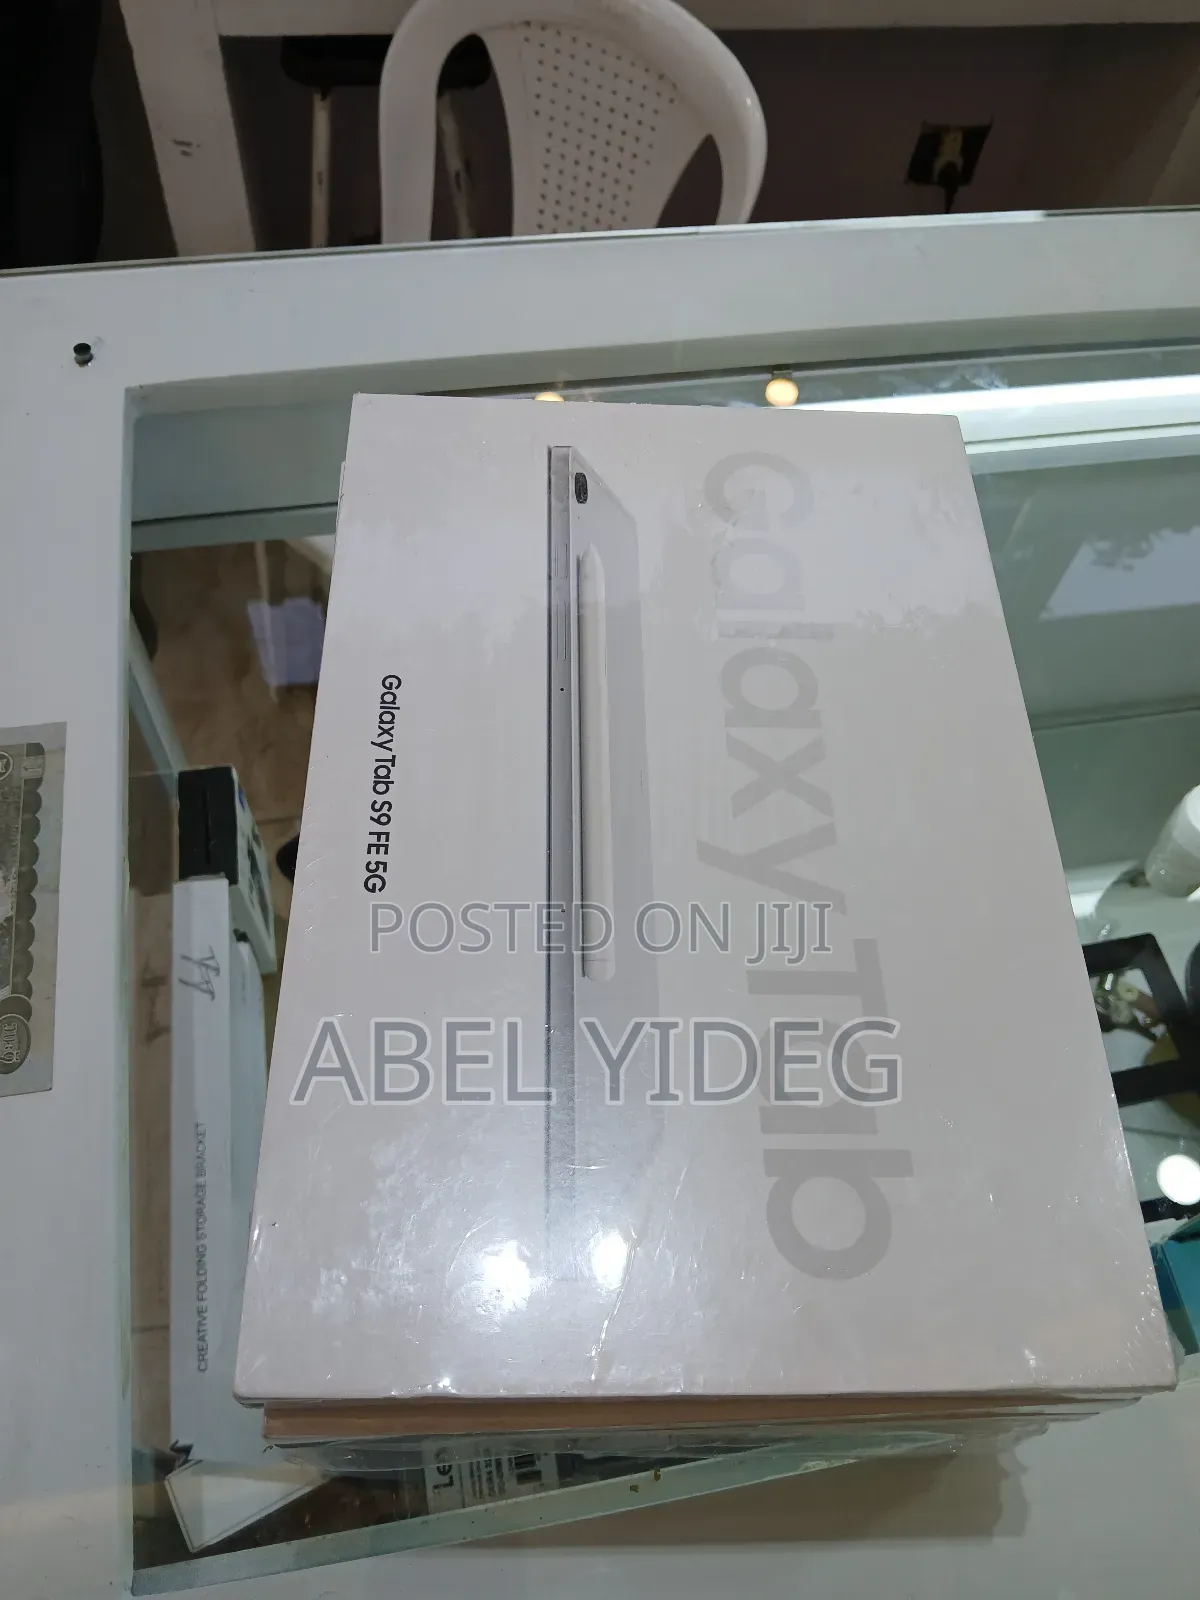 Galaxy Tab
Galaxy Tab S9 FE 5G
POSTED ON JIJI
ABEL YIDEG
CREATIVE FOLDING STORAGE BRACKET